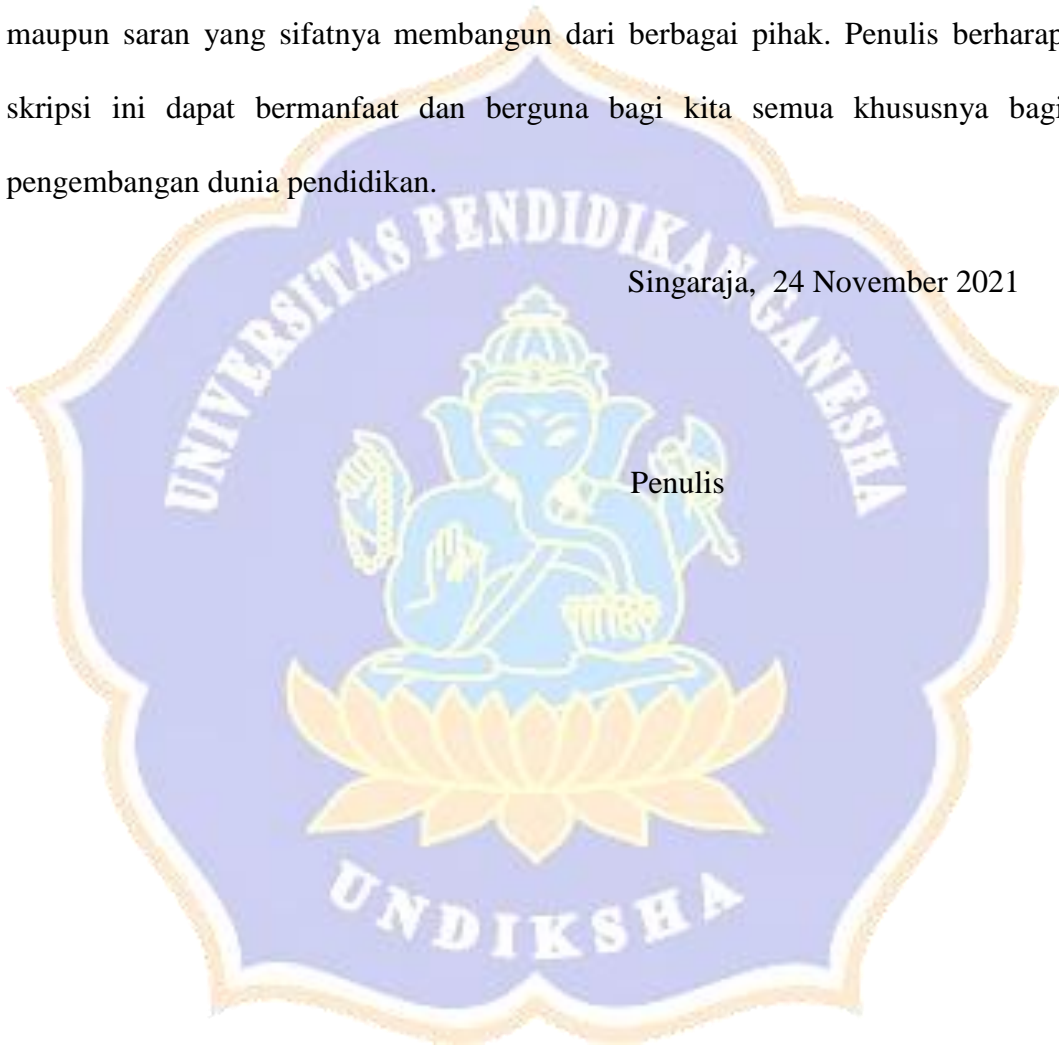 maupun saran yang sifatnya membangun dari berbagai pihak. Penulis berharap
skripsi ini dapat bermanfaat dan berguna bagi kita semua khususnya bagi
pengembangan dunia pendidikan.
UNIVERSITAS PENDIDIKAN GANESHA
Singaraja, 24 November 2021
Penulis
UNDIKSHA